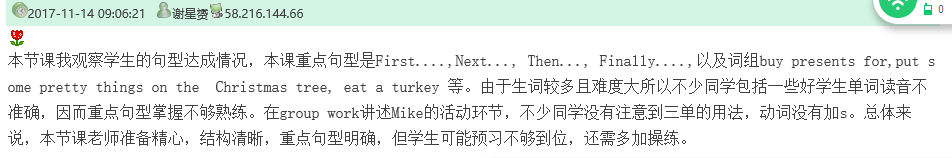 2017-11-14 09:06:21 谢星赟 58.216.144.66
0
本节课我观察学生的句型达成情况，本课重点句型是First....,Next..., Then..., Finally....,以及词组buy presents for,put s
ome pretty things on the  Christmas tree, eat a turkey 等。由于生词较多且难度大所以不少同学包括一些好学生单词读音不
准确，因而重点句型掌握不够熟练。在group work讲述Mike的活动环节，不少同学没有注意到三单的用法，动词没有加s。总体来
说，本节课老师准备精心，结构清晰，重点句型明确，但学生可能预习不够到位，还需多加操练。